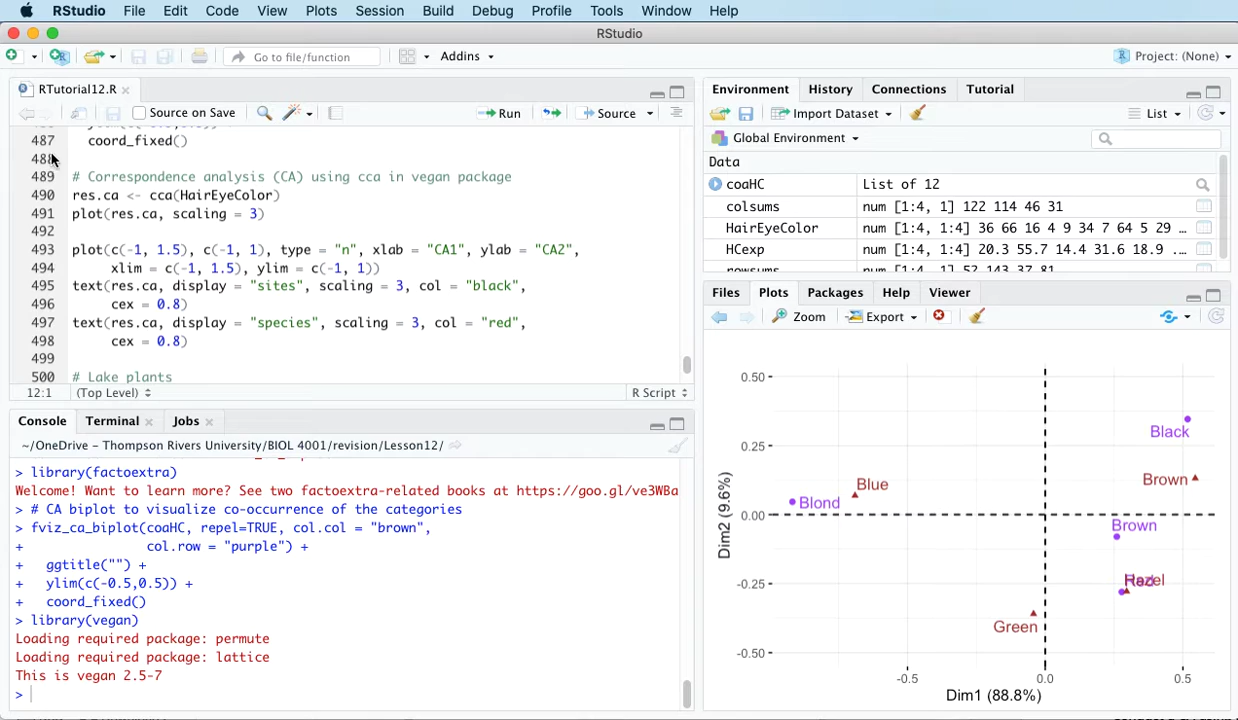 RStudio File Edit Code View Plots Session Build Debug Profile Tools Window Help
RStudio
Go to file/function
Addins
Project: (None)
RTutorial12.R
Source on Save
Run
Source
487 coord_fixed()
488
489 # Correspondence analysis (CA) using cca in vegan package
490 res.ca <- cca(HairEyeColor)
491 plot(res.ca, scaling = 3)
492
493 plot(c(-1, 1.5), c(-1, 1), type = "n", xlab = "CA1", ylab = "CA2",
494 xlim = c(-1, 1.5), ylim = c(-1, 1))
495 text(res.ca, display = "sites", scaling = 3, col = "black",
496 cex = 0.8)
497 text(res.ca, display = "species", scaling = 3, col = "red",
498 cex = 0.8)
499
500 # Lake plants
12:1 (Top Level) R Script
Console Terminal Jobs
~/OneDrive – Thompson Rivers University/BIOL 4001/revision/Lesson12/
> library(factoextra)
Welcome! Want to learn more? See two factoextra-related books at https://goo.gl/ve3WBa
> # CA biplot to visualize co-occurrence of the categories
> fviz_ca_biplot(coaHC, repel=TRUE, col.col = "brown",
+ col.row = "purple") +
+ ggtitle("") +
+ ylim(c(-0.5,0.5)) +
+ coord_fixed()
> library(vegan)
Loading required package: permute
Loading required package: lattice
This is vegan 2.5-7
>
Environment History Connections Tutorial
Import Dataset
List
Global Environment
Data
coaHC List of 12
colsums num [1:4, 1] 122 114 46 31
HairEyeColor num [1:4, 1:4] 36 66 16 4 9 34 7 64 5 29 …
HCexp num [1:4, 1:4] 20.3 55.7 14.4 31.6 18.9 ...
rowsums num [1:4, 1] 52 143 37 81
Files Plots Packages Help Viewer
Zoom
Export
0.50
0.25
0.00
-0.25
-0.50
Dim2 (9.6%)
Black
Brown
Blue
Blond
Brown
Hazel
Green
-0.5 0.0 0.5
Dim1 (88.8%)